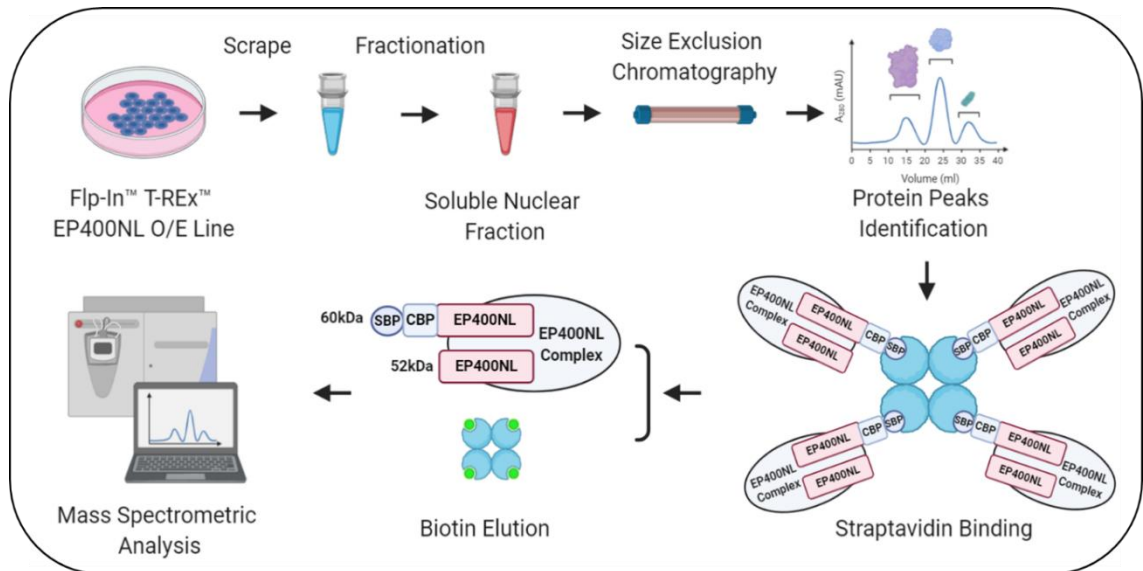 Scrape
Fractionation
Size Exclusion
Chromatography
A280 (mAU)
0 5 10 15 20 25 30 35 40
Volume (ml)
Flp-In™ T-REx™
EP400NL O/E Line
Soluble Nuclear
Fraction
Protein Peaks
Identification
60kDa
SBP
CBP
EP400NL
EP400NL
Complex
52kDa
EP400NL
EP400NL
Complex
EP400NL
EP400NL
CBP
SBP
SBP
CBP
EP400NL
EP400NL
EP400NL
Complex
EP400NL
Complex
EP400NL
EP400NL
CBP
SBP
SBP
CBP
EP400NL
EP400NL
EP400NL
Complex
Mass Spectrometric
Analysis
Biotin Elution
Straptavidin Binding